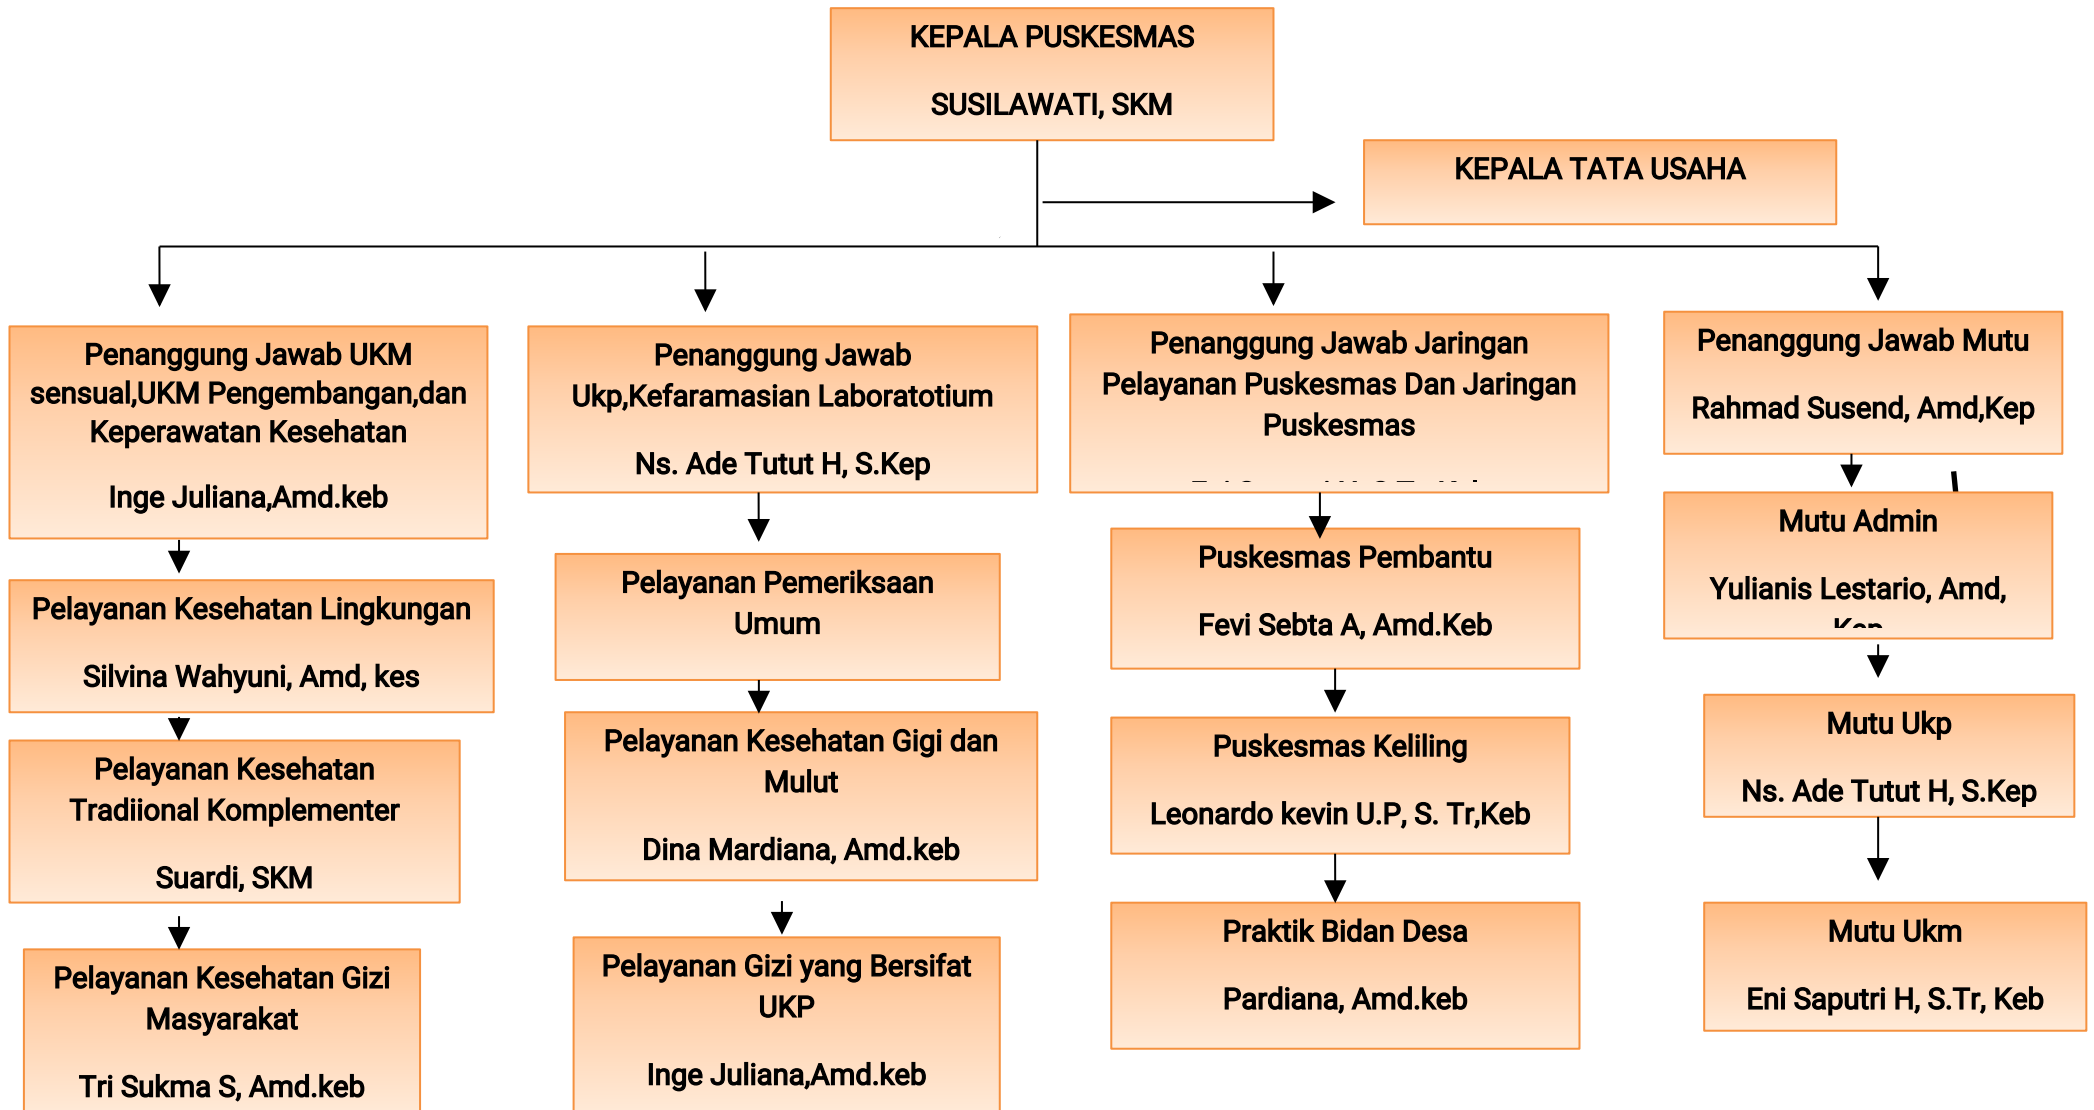 KEPALA PUSKESMAS
SUSILAWATI, SKM
KEPALA TATA USAHA
Penanggung Jawab UKM
sensual,UKM Pengembangan,dan
Keperawatan Kesehatan
Inge Juliana,Amd.keb
Pelayanan Kesehatan Lingkungan
Silvina Wahyuni, Amd, kes
Pelayanan Kesehatan
Tradiional Komplementer
Suardi, SKM
Pelayanan Kesehatan Gizi
Masyarakat
Tri Sukma S, Amd.keb
Penanggung Jawab
Ukp,Kefaramasian Laboratotium
Ns. Ade Tutut H, S.Kep
Pelayanan Pemeriksaan
Umum
Pelayanan Kesehatan Gigi dan
Mulut
Dina Mardiana, Amd.keb
Pelayanan Gizi yang Bersifat
UKP
Inge Juliana,Amd.keb
Penanggung Jawab Jaringan
Pelayanan Puskesmas Dan Jaringan
Puskesmas
Puskesmas Pembantu
Fevi Sebta A, Amd.Keb
Puskesmas Keliling
Leonardo kevin U.P, S. Tr,Keb
Praktik Bidan Desa
Pardiana, Amd.keb
Penanggung Jawab Mutu
Rahmad Susend, Amd,Kep
Mutu Admin
Yulianis Lestario, Amd,
Mutu Ukp
Ns. Ade Tutut H, S.Kep
Mutu Ukm
Eni Saputri H, S.Tr, Keb